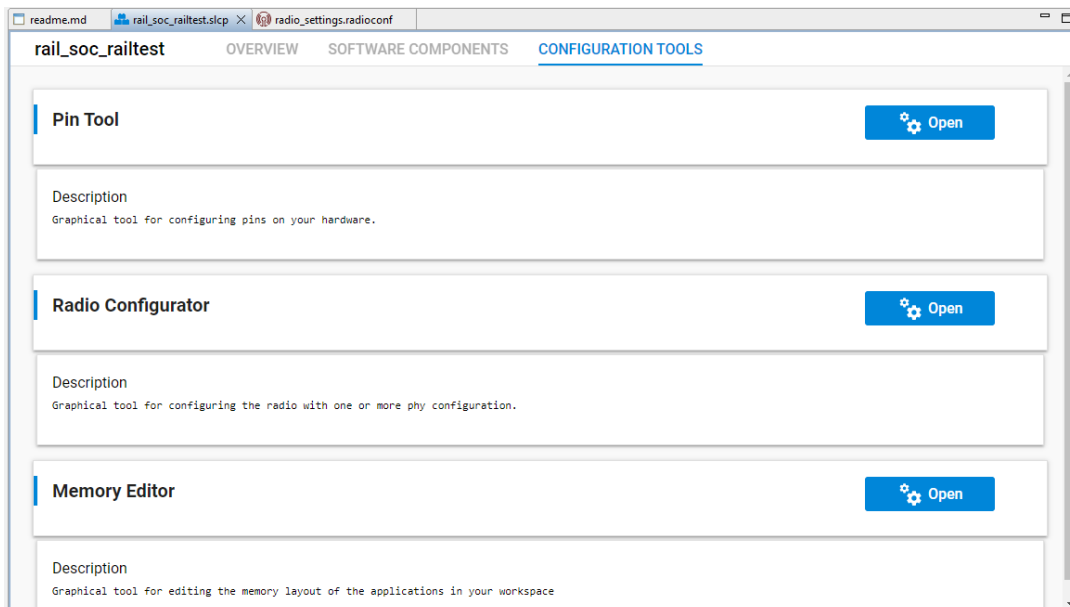 readme.md rail_soc_railtest.slcp radio_settings.radioconf
rail_soc_railtest OVERVIEW SOFTWARE COMPONENTS CONFIGURATION TOOLS
Pin Tool Open
Description
Graphical tool for configuring pins on your hardware.
Radio Configurator Open
Description
Graphical tool for configuring the radio with one or more phy configuration.
Memory Editor Open
Description
Graphical tool for editing the memory layout of the applications in your workspace